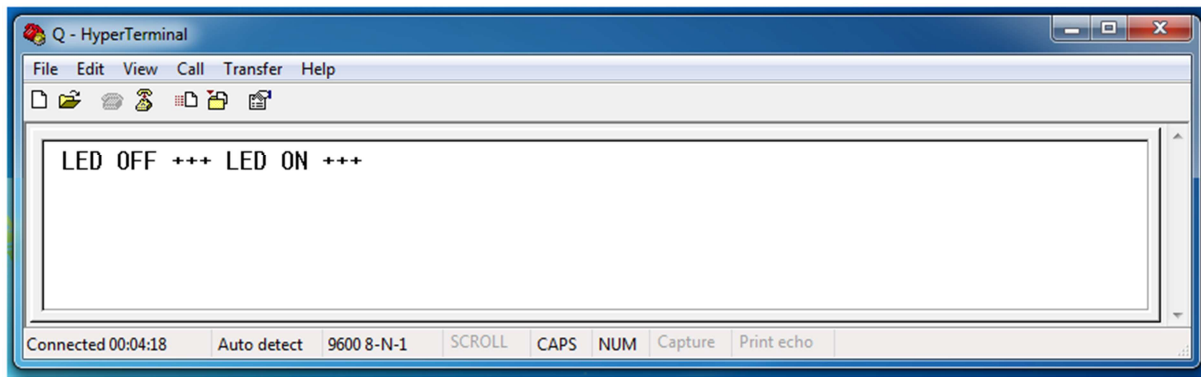 Q - HyperTerminal
File Edit View Call Transfer Help
LED OFF +++ LED ON +++
Connected 00:04:18 Auto detect 9600 8-N-1 SCROLL CAPS NUM Capture Print echo